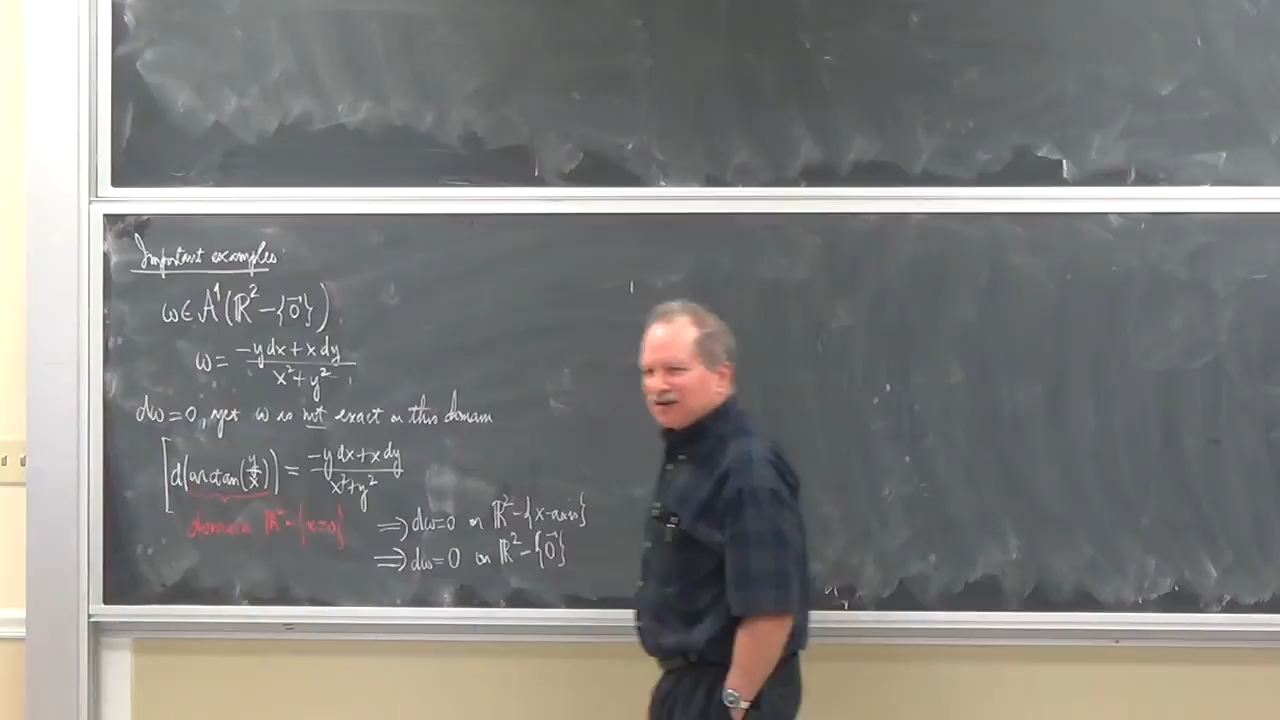 Important examples:
ω ∈ A¹(ℝ² − {0⃗})
ω = (−y dx + x dy)/(x² + y²)
dω = 0, yet ω is not exact on this domain
[d(arctan(y/x)) = (−y dx + x dy)/(x² + y²)
domain ℝ² − {x=0}
⟹ dω = 0 on ℝ² − {x-axis}
⟹ dω = 0 on ℝ² − {0⃗}